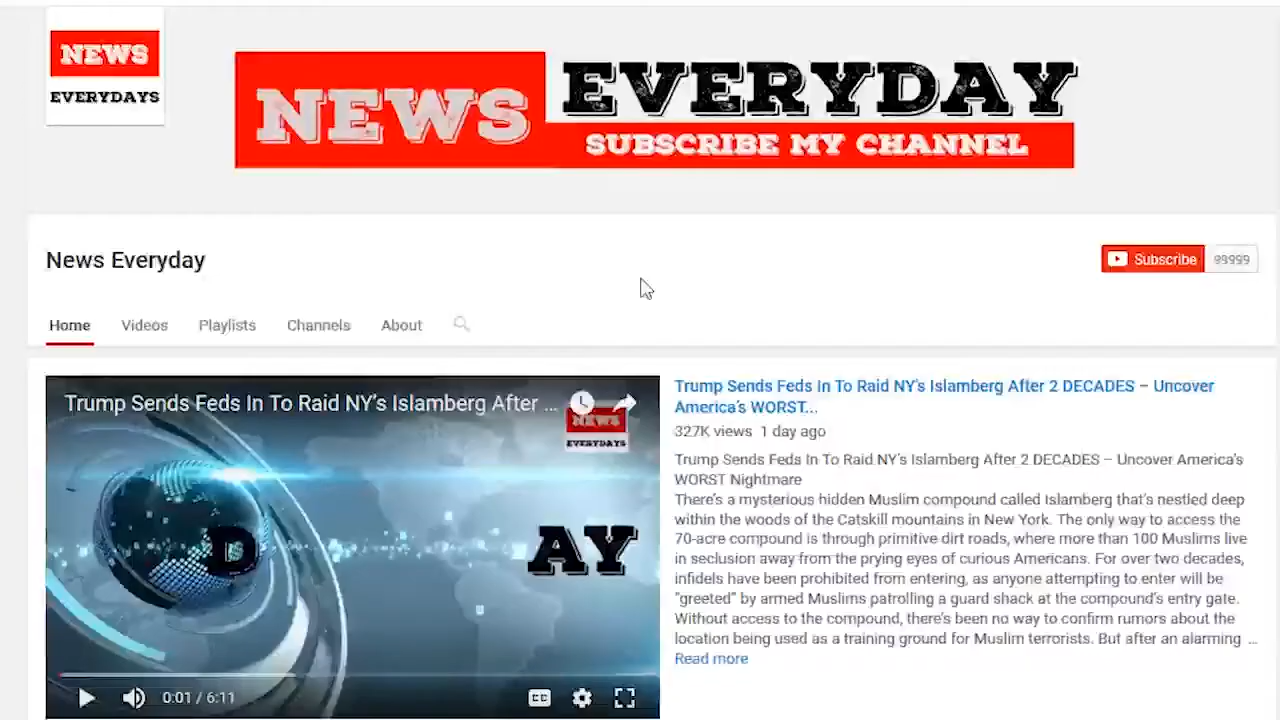 NEWS
EVERYDAYS
NEWS EVERYDAY
SUBSCRIBE MY CHANNEL
News Everyday
Subscribe 99999
Home Videos Playlists Channels About
Trump Sends Feds In To Raid NY's Islamberg After ...
NEWS
EVERYDAYS
D AY
0:01 / 6:11
CC
Trump Sends Feds In To Raid NY's Islamberg After 2 DECADES – Uncover
America's WORST...
327K views 1 day ago
Trump Sends Feds In To Raid NY's Islamberg After 2 DECADES – Uncover America's
WORST Nightmare
There's a mysterious hidden Muslim compound called Islamberg that's nestled deep
within the woods of the Catskill mountains in New York. The only way to access the
70-acre compound is through primitive dirt roads, where more than 100 Muslims live
in seclusion away from the prying eyes of curious Americans. For over two decades,
infidels have been prohibited from entering, as anyone attempting to enter will be
"greeted" by armed Muslims patrolling a guard shack at the compound's entry gate.
Without access to the compound, there's been no way to confirm rumors about the
location being used as a training ground for Muslim terrorists. But after an alarming ...
Read more